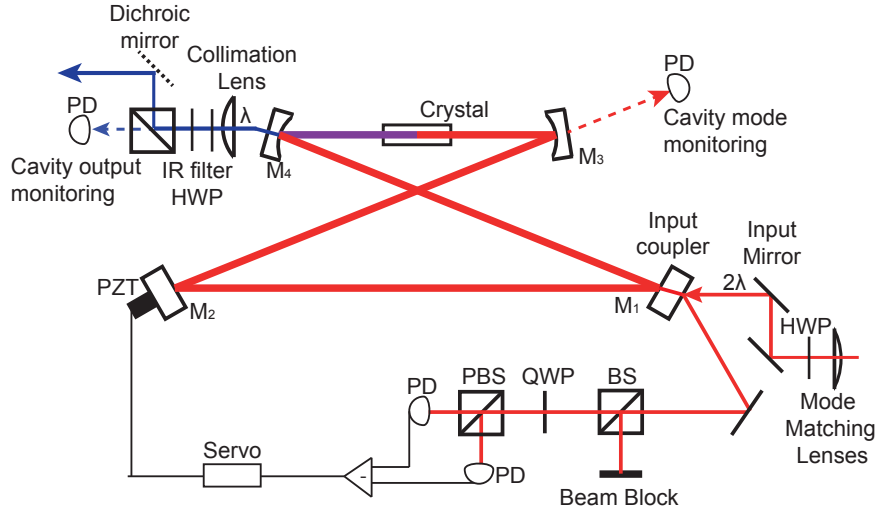 Dichroic
mirror
Collimation
Lens
PD
λ
Crystal
PD
Cavity mode
monitoring
M3
M4
Cavity output
monitoring
IR filter
HWP
Input
coupler
Input
Mirror
PZT
M2
M1
2λ
HWP
Mode
Matching
Lenses
PD
PBS
QWP
BS
Servo
-
PD
Beam Block